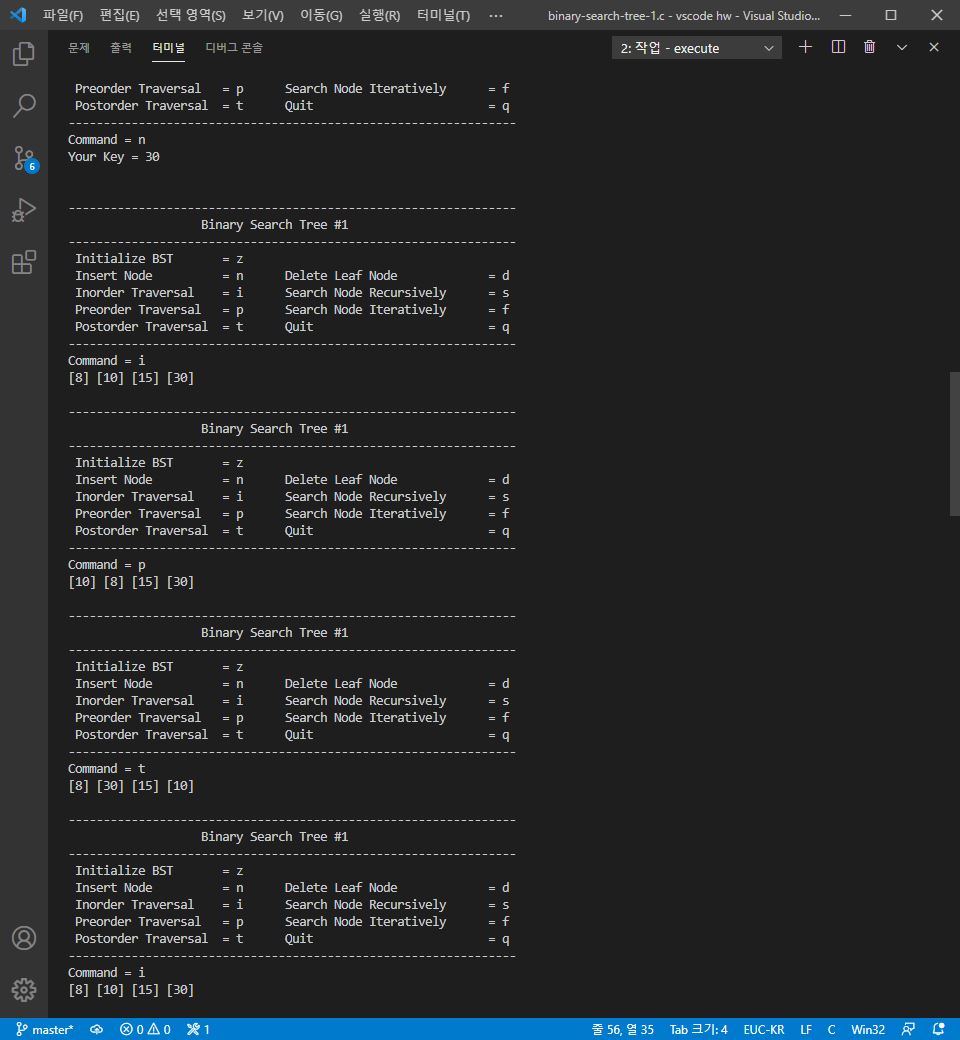 파일(F) 편집(E) 선택 영역(S) 보기(V) 이동(G) 실행(R) 터미널(T) ··· binary-search-tree-1.c - vscode hw - Visual Studio...
문제 출력 터미널 디버그 콘솔 2: 작업 - execute
Preorder Traversal = p Search Node Iteratively = f
Postorder Traversal = t Quit = q
----------------------------------------------------------------
Command = n
Your Key = 30
----------------------------------------------------------------
Binary Search Tree #1
----------------------------------------------------------------
Initialize BST = z
Insert Node = n Delete Leaf Node = d
Inorder Traversal = i Search Node Recursively = s
Preorder Traversal = p Search Node Iteratively = f
Postorder Traversal = t Quit = q
----------------------------------------------------------------
Command = i
[8] [10] [15] [30]
----------------------------------------------------------------
Binary Search Tree #1
----------------------------------------------------------------
Initialize BST = z
Insert Node = n Delete Leaf Node = d
Inorder Traversal = i Search Node Recursively = s
Preorder Traversal = p Search Node Iteratively = f
Postorder Traversal = t Quit = q
----------------------------------------------------------------
Command = p
[10] [8] [15] [30]
----------------------------------------------------------------
Binary Search Tree #1
----------------------------------------------------------------
Initialize BST = z
Insert Node = n Delete Leaf Node = d
Inorder Traversal = i Search Node Recursively = s
Preorder Traversal = p Search Node Iteratively = f
Postorder Traversal = t Quit = q
----------------------------------------------------------------
Command = t
[8] [30] [15] [10]
----------------------------------------------------------------
Binary Search Tree #1
----------------------------------------------------------------
Initialize BST = z
Insert Node = n Delete Leaf Node = d
Inorder Traversal = i Search Node Recursively = s
Preorder Traversal = p Search Node Iteratively = f
Postorder Traversal = t Quit = q
----------------------------------------------------------------
Command = i
[8] [10] [15] [30]
6
master* 0 0 1 줄 56, 열 35 Tab 크기: 4 EUC-KR LF C Win32